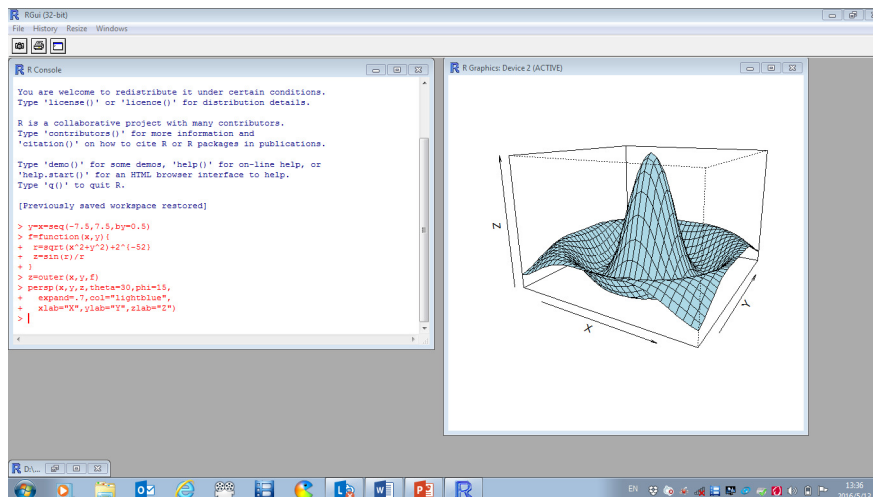 RGui (32-bit)
File History Resize Windows
R Console
You are welcome to redistribute it under certain conditions.
Type 'license()' or 'licence()' for distribution details.
R is a collaborative project with many contributors.
Type 'contributors()' for more information and
'citation()' on how to cite R or R packages in publications.
Type 'demo()' for some demos, 'help()' for on-line help, or
'help.start()' for an HTML browser interface to help.
Type 'q()' to quit R.
[Previously saved workspace restored]
> y=x=seq(-7.5,7.5,by=0.5)
> f=function(x,y){
+ r=sqrt(x^2+y^2)+2^{-52}
+ z=sin(r)/r
+ }
> z=outer(x,y,f)
> persp(x,y,z,theta=30,phi=15,
+ expand=.7,col="lightblue",
+ xlab="X",ylab="Y",zlab="Z")
>
R Graphics: Device 2 (ACTIVE)
Z
X
Y
D:\...
EN
13:36
2016/5/13